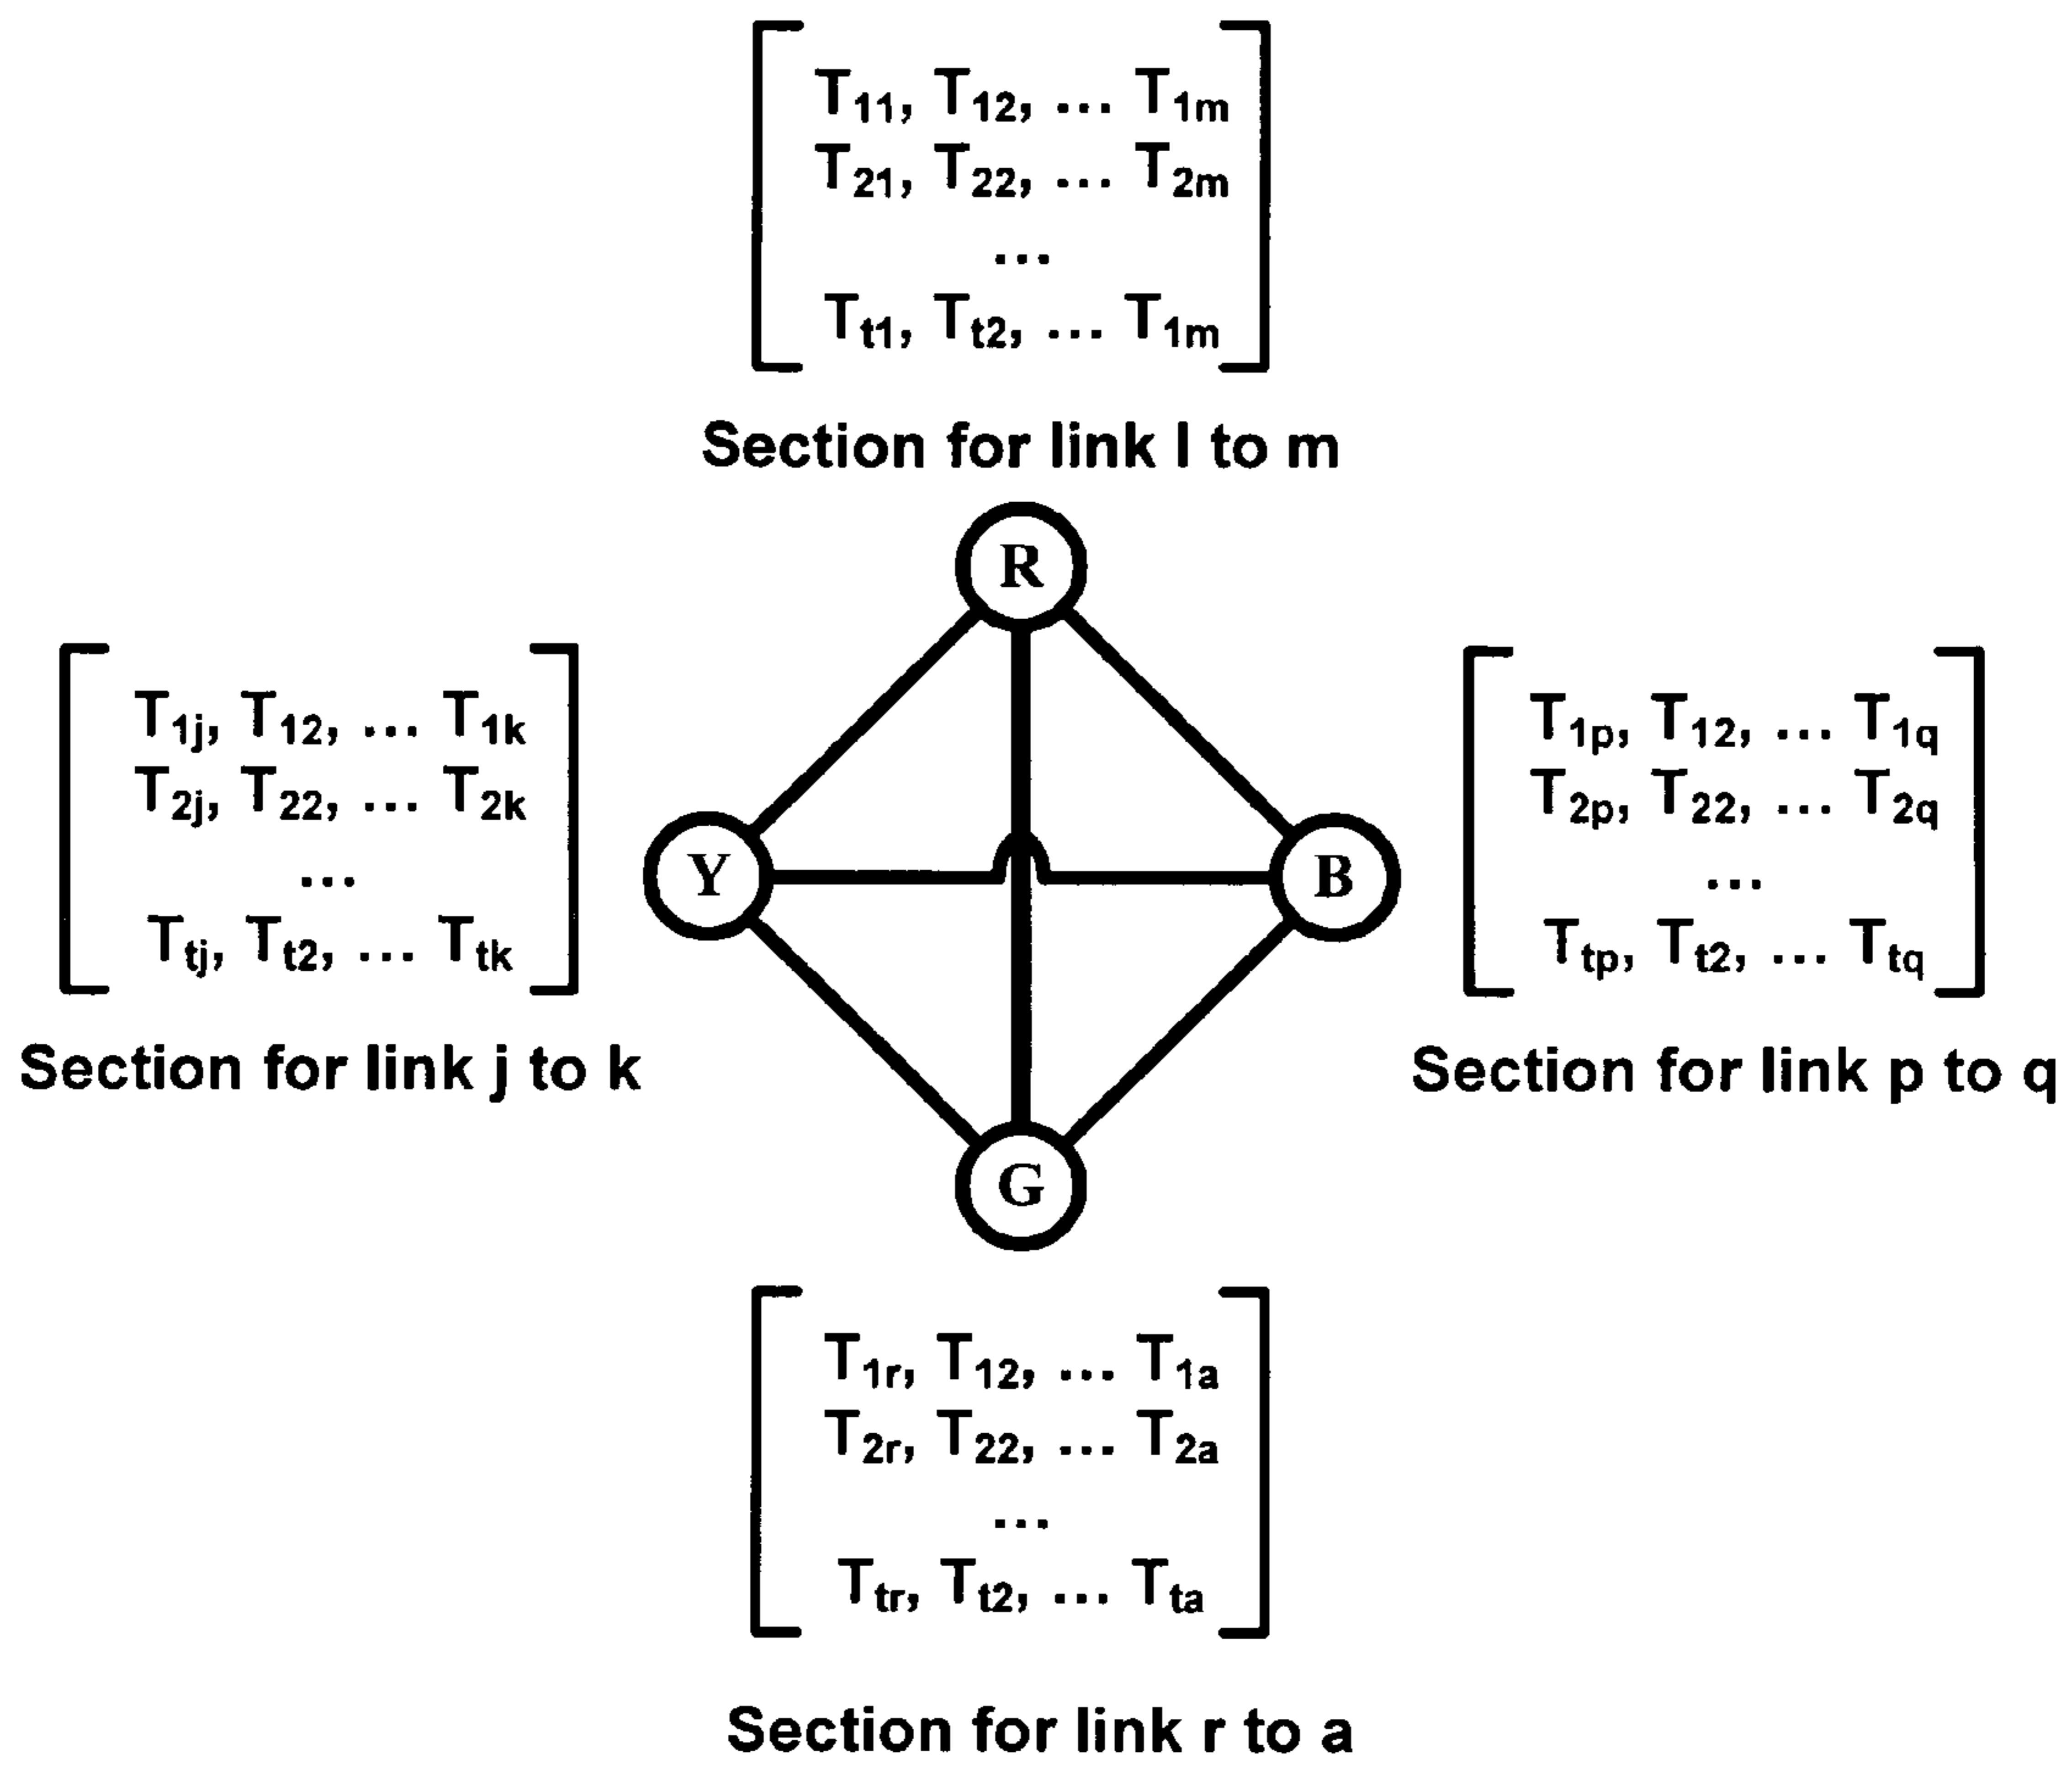 T11, T12, ... T1m
T21, T22, ... T2m
...
Tt1, Tt2, ... T1m
Section for link l to m
R
T1j, T12, ... T1k
T2j, T22, ... T2k
...
Ttj, Tt2, ... Ttk
Section for link j to k
Y
B
T1p, T12, ... T1q
T2p, T22, ... T2q
...
Ttp, Tt2, ... Ttq
Section for link p to q
G
T1r, T12, ... T1a
T2r, T22, ... T2a
...
Ttr, Tt2, ... Tta
Section for link r to a